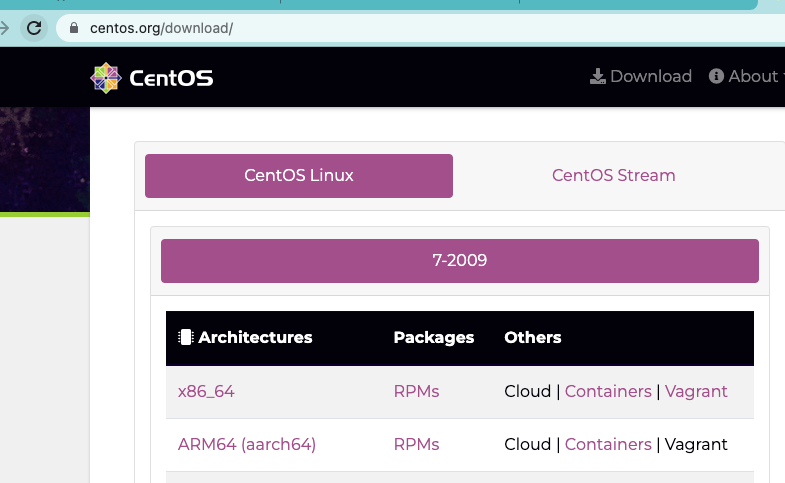 centos.org/download/
CentOS
Download About
CentOS Linux CentOS Stream
7-2009
Architectures Packages Others
x86_64 RPMs Cloud | Containers | Vagrant
ARM64 (aarch64) RPMs Cloud | Containers | Vagrant